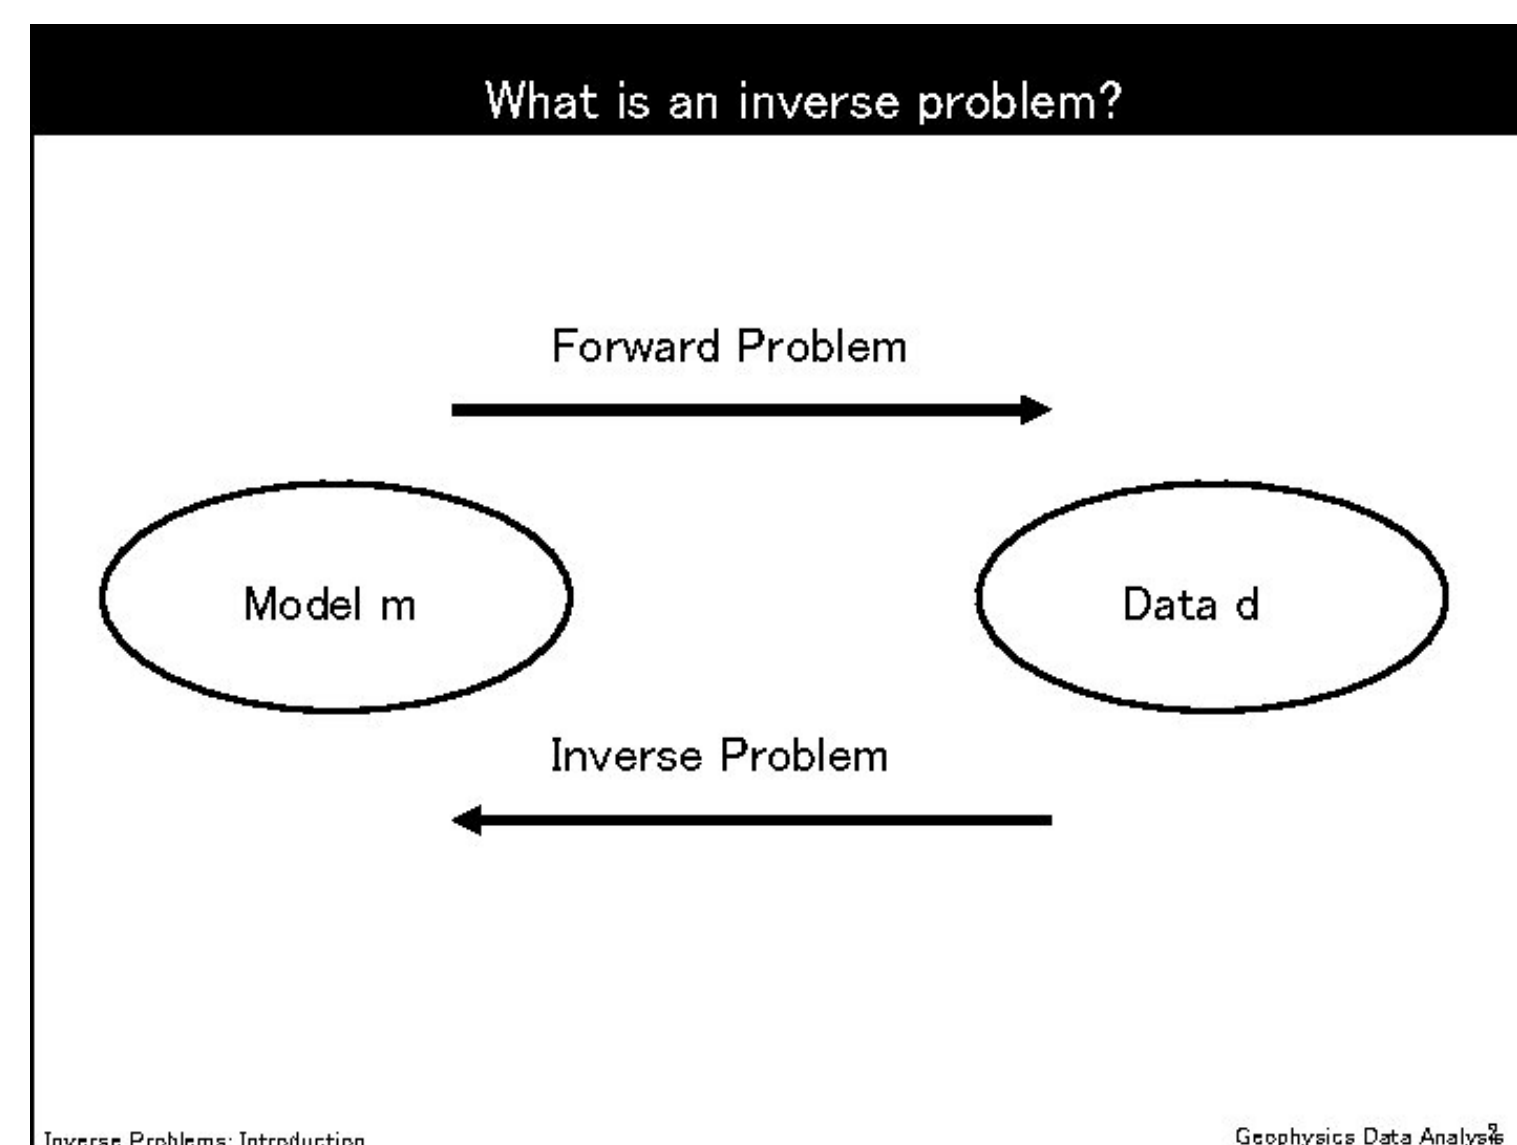 What is an inverse problem?
Forward Problem
Model m
Data d
Inverse Problem
Inverse Problems: Introduction
Geophysics Data Analysis